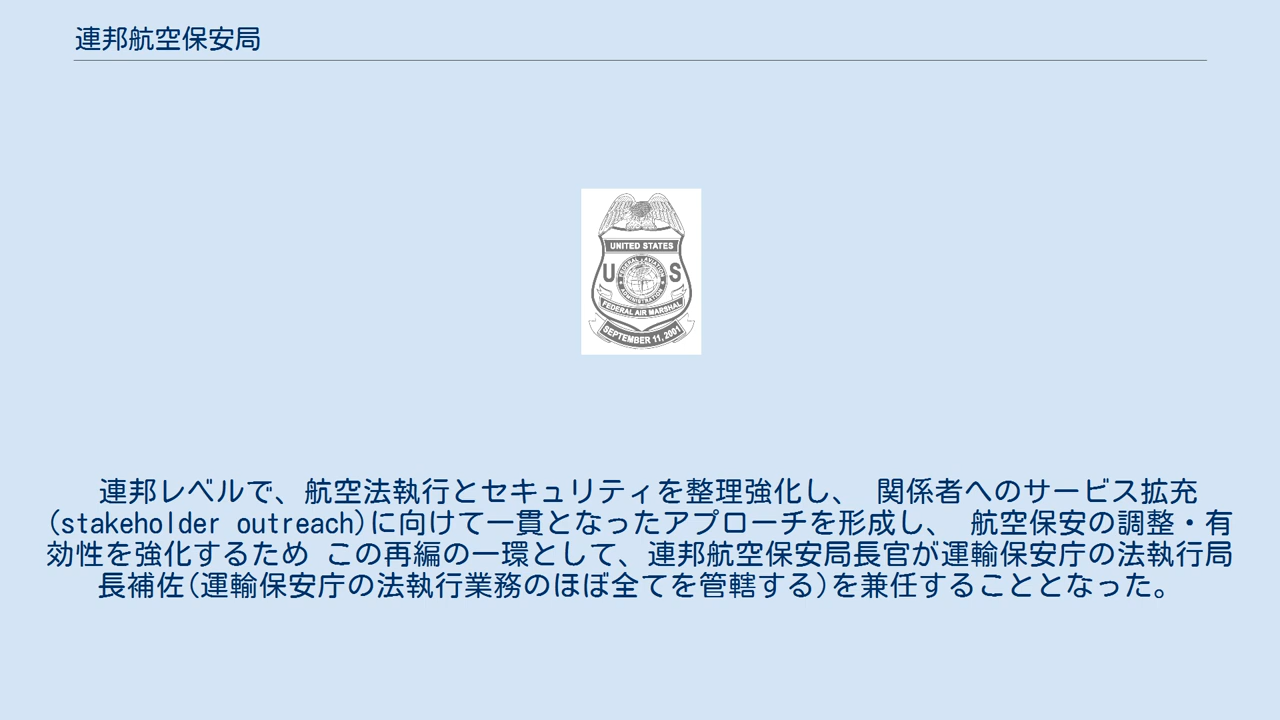 連邦航空保安局
UNITED STATES
U S
FEDERAL AVIATION
ADMINISTRATION
FEDERAL AIR MARSHAL
SEPTEMBER 11, 2001
連邦レベルで、航空法執行とセキュリティを整理強化し、 関係者へのサービス拡充
(stakeholder outreach)に向けて一貫となったアプローチを形成し、 航空保安の調整・有
効性を強化するため この再編の一環として、連邦航空保安局長官が運輸保安庁の法執行局
長補佐(運輸保安庁の法執行業務のほぼ全てを管轄する)を兼任することとなった。